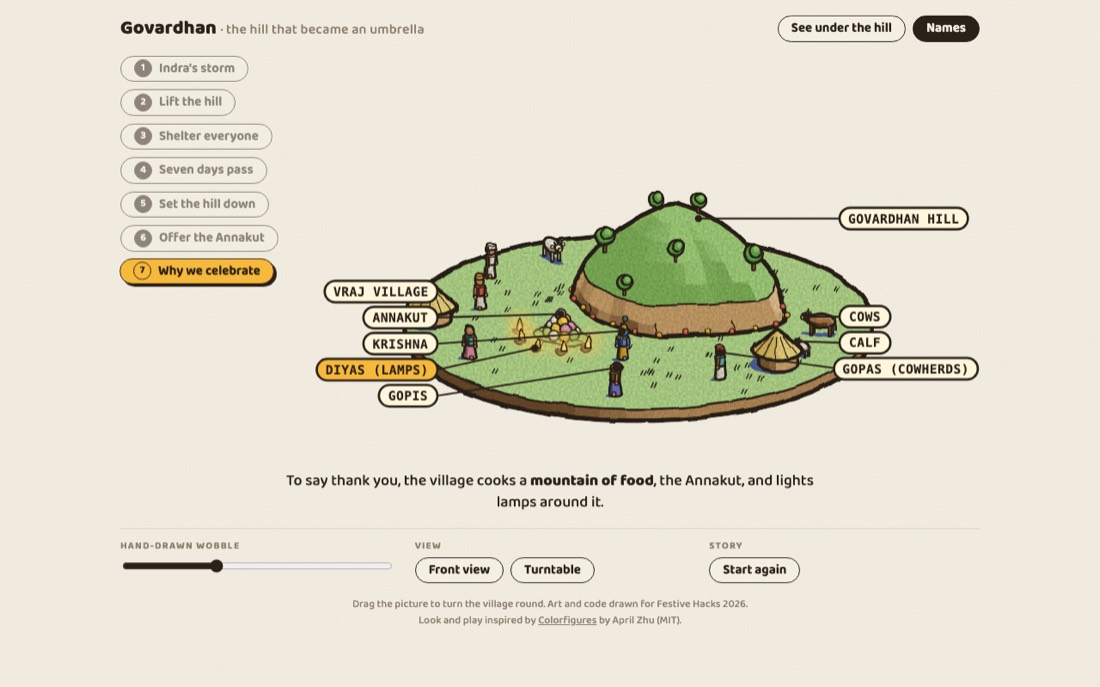 Govardhan · the hill that became an umbrella
See under the hill
Names
1 Indra's storm
2 Lift the hill
3 Shelter everyone
4 Seven days pass
5 Set the hill down
6 Offer the Annakut
7 Why we celebrate
GOVARDHAN HILL
VRAJ VILLAGE
ANNAKUT
KRISHNA
DIYAS (LAMPS)
GOPIS
COWS
CALF
GOPAS (COWHERDS)
To say thank you, the village cooks a mountain of food, the Annakut, and lights
lamps around it.
HAND-DRAWN WOBBLE
VIEW
Front view
Turntable
STORY
Start again
Drag the picture to turn the village round. Art and code drawn for Festive Hacks 2026.
Look and play inspired by Colorfigures by April Zhu (MIT).